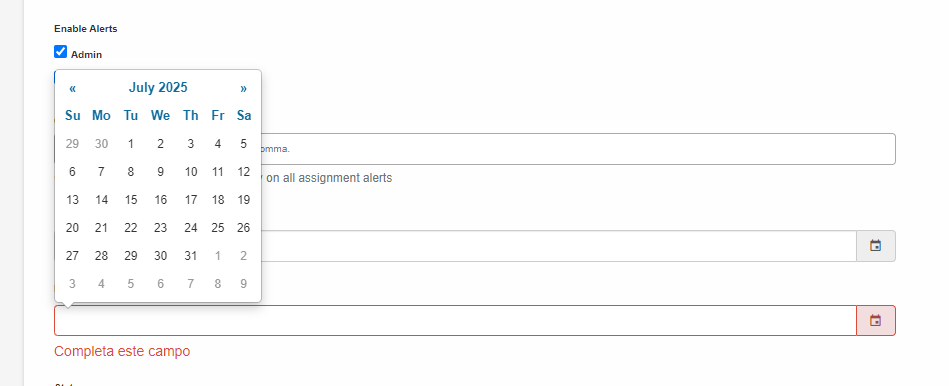 Enable Alerts
Admin
« July 2025 »
Su Mo Tu We Th Fr Sa
29 30 1 2 3 4 5
6 7 8 9 10 11 12
13 14 15 16 17 18 19
20 21 22 23 24 25 26
27 28 29 30 31 1 2
3 4 5 6 7 8 9
omma.
on all assignment alerts
Completa este campo